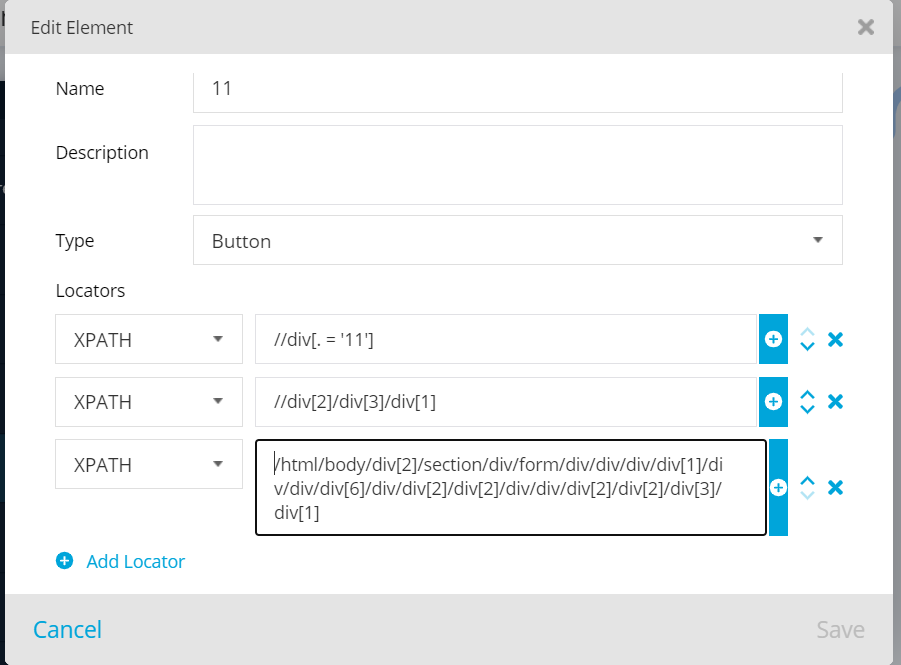 Edit Element
Name
11
Description
Type
Button
Locators
XPATH
//div[. = '11']
XPATH
//div[2]/div[3]/div[1]
XPATH
/html/body/div[2]/section/div/form/div/div/div/div[1]/di
v/div/div[6]/div/div[2]/div[2]/div/div/div[2]/div[2]/div[3]/
div[1]
Add Locator
Cancel
Save